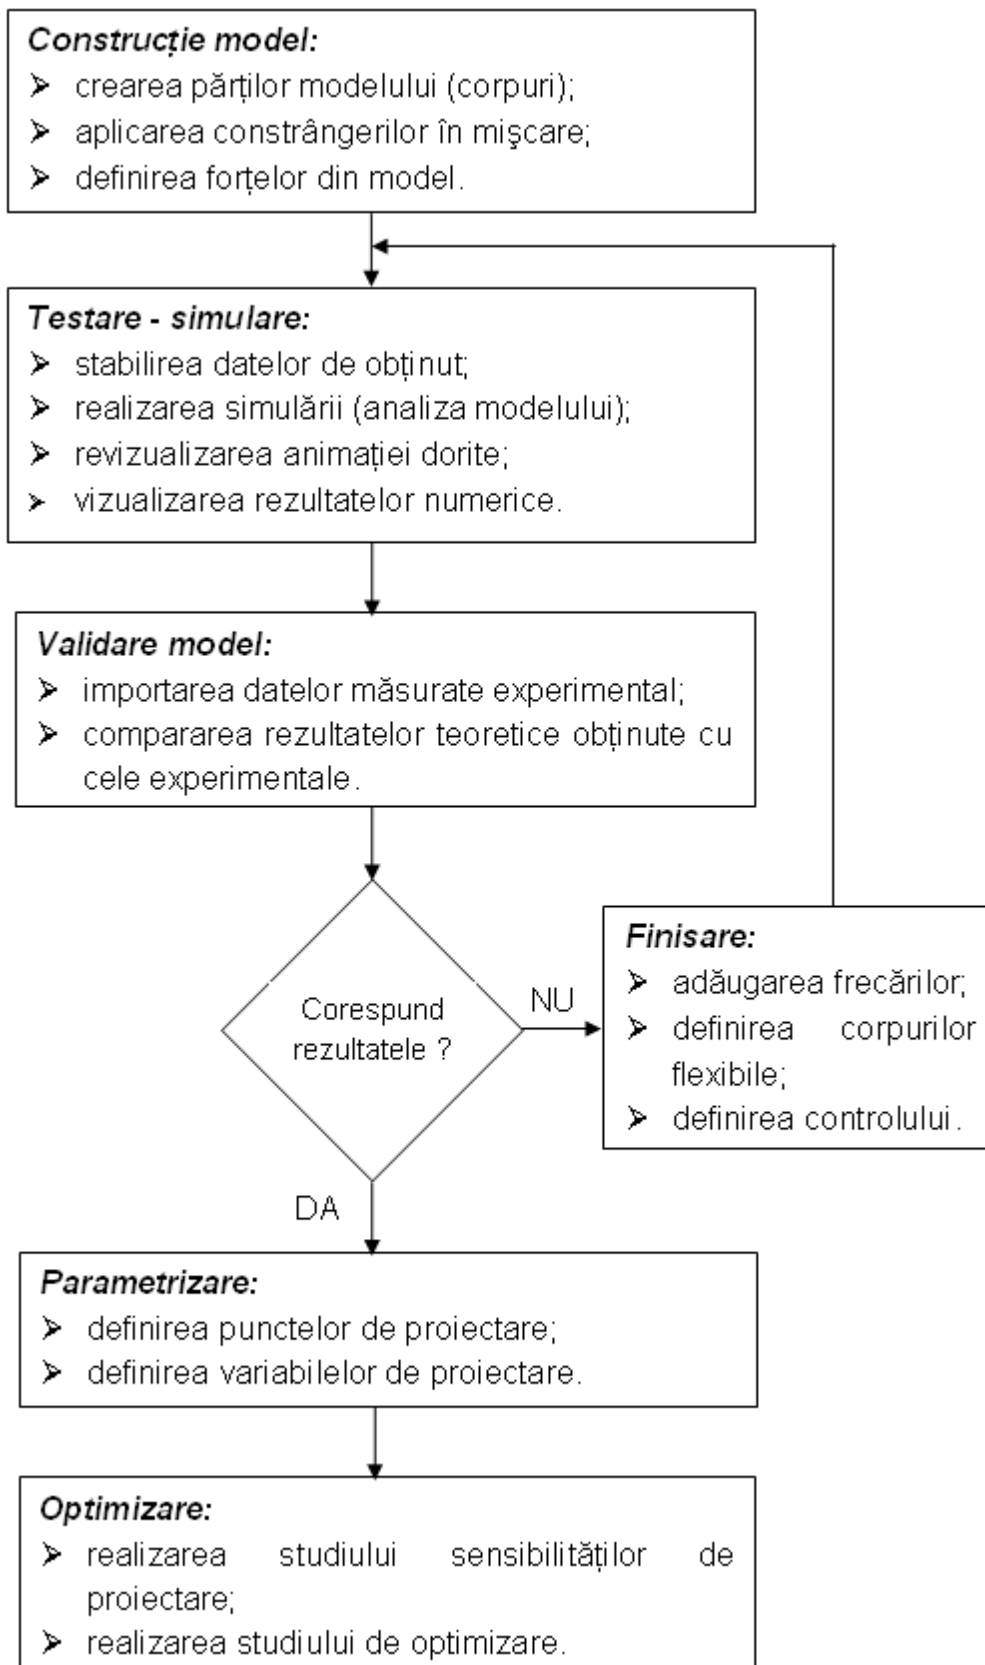 Construcție model:
➢ crearea părților modelului (corpuri);
➢ aplicarea constrângerilor în mişcare;
➢ definirea forțelor din model.
Testare - simulare:
➢ stabilirea datelor de obținut;
➢ realizarea simulării (analiza modelului);
➢ revizualizarea animației dorite;
➢ vizualizarea rezultatelor numerice.
Validare model:
➢ importarea datelor măsurate experimental;
➢ compararea rezultatelor teoretice obținute cu
cele experimentale.
Corespund
rezultatele ?
NU
Finisare:
➢ adăugarea frecărilor;
➢ definirea corpurilor
flexibile;
➢ definirea controlului.
DA
Parametrizare:
➢ definirea punctelor de proiectare;
➢ definirea variabilelor de proiectare.
Optimizare:
➢ realizarea studiului sensibilităților de
proiectare;
➢ realizarea studiului de optimizare.